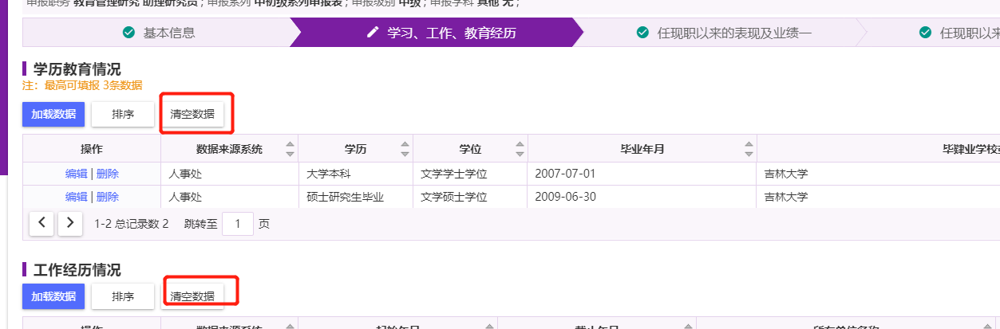 申报职务 教育管理研究 助理研究员 ; 申报系列 中初级系列申报表 ; 申报级别 中级 ; 申报学科 其他 无 ;
基本信息 学习、工作、教育经历 任现职以来的表现及业绩一 任现职以来
学历教育情况
注：最高可填报 3条数据
加载数据 排序 清空数据
操作 数据来源系统 学历 学位 毕业年月 毕肄业学校
编辑 | 删除 人事处 大学本科 文学学士学位 2007-07-01 吉林大学
编辑 | 删除 人事处 硕士研究生毕业 文学硕士学位 2009-06-30 吉林大学
1-2 总记录数 2 跳转至 1 页
工作经历情况
加载数据 排序 清空数据
操作 数据来源系统 起始年月 截止年月 所在单位名称